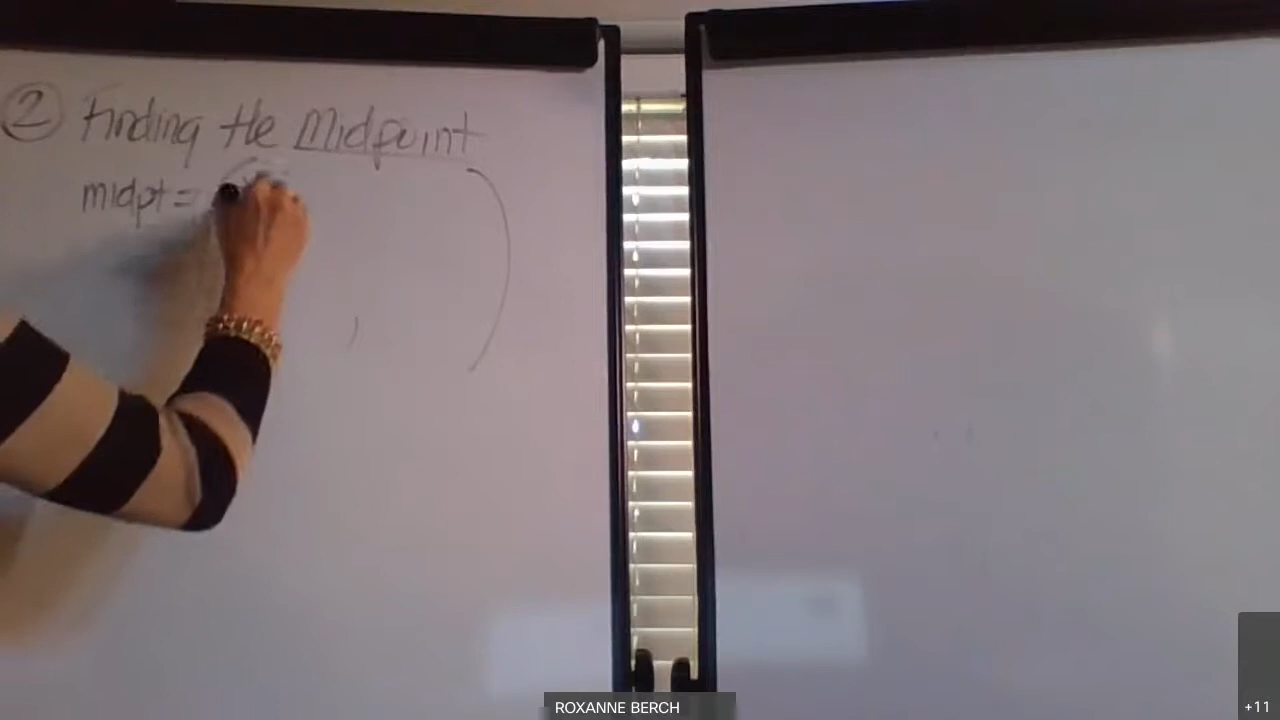 ② Finding the Midpoint
midpt = ( , )
ROXANNE BERCH
+11